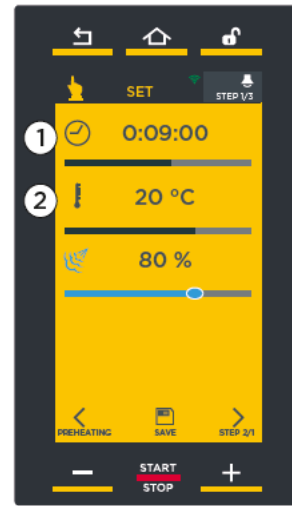 SET
STEP 1/3
1
0:09:00
2
20 °C
80 %
PREHEATING
SAVE
STEP 2/1
START
STOP